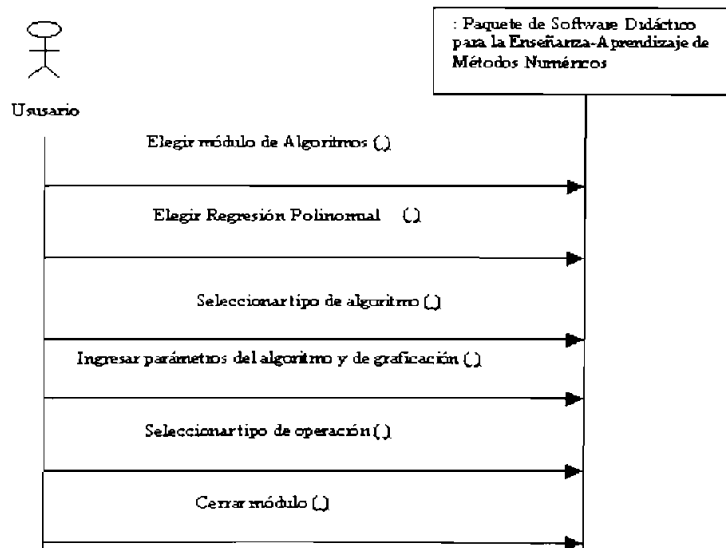 : Paquete de Software Didáctico
para la Enseñanza-Aprendizaje de
Métodos Numéricos
Ususario
Elegir módulo de Algoritmos ()
Elegir Regresión Polinomial ()
Seleccionar tipo de algoritmo ()
Ingresar parámetros del algoritmo y de graficación ()
Seleccionar tipo de operación ()
Cerrar módulo ()